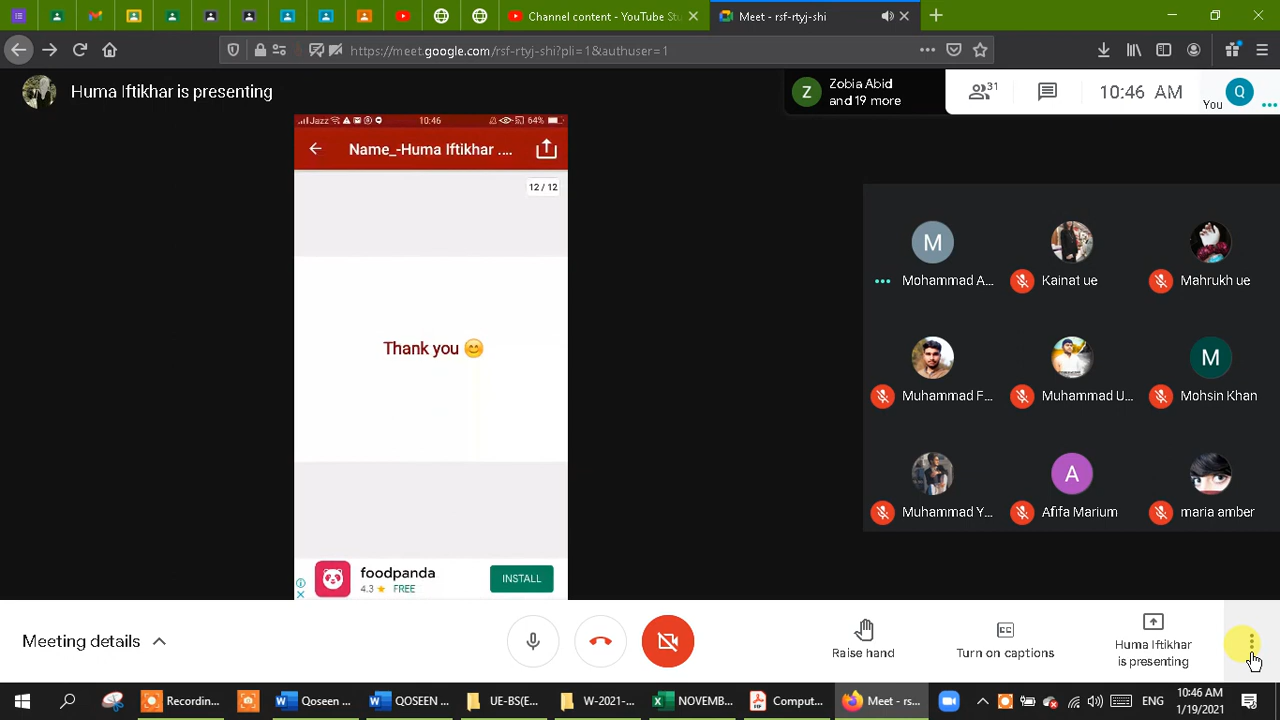 Channel content - YouTube Stu
Meet - rsf-rtyj-shi
https://meet.google.com/rsf-rtyj-shi?pli=1&authuser=1
Huma Iftikhar is presenting
Z
Zobia Abid
and 19 more
31
10:46 AM
You
Q
Jazz
10:46
64%
Name_-Huma Iftikhar ....
12 / 12
Thank you 😊
foodpanda
4.3 ★ FREE
INSTALL
M
Mohammad A...
Kainat ue
Mahrukh ue
Muhammad F...
Muhammad U...
M
Mohsin Khan
Muhammad Y...
A
Afifa Marium
maria amber
Meeting details
Raise hand
CC
Turn on captions
Huma Iftikhar
is presenting
Recording...
Qoseen ...
QOSEEN ...
UE-BS(E...
W-2021-...
NOVEMB...
Comput...
Meet - rs...
ENG
10:46 AM
1/19/2021